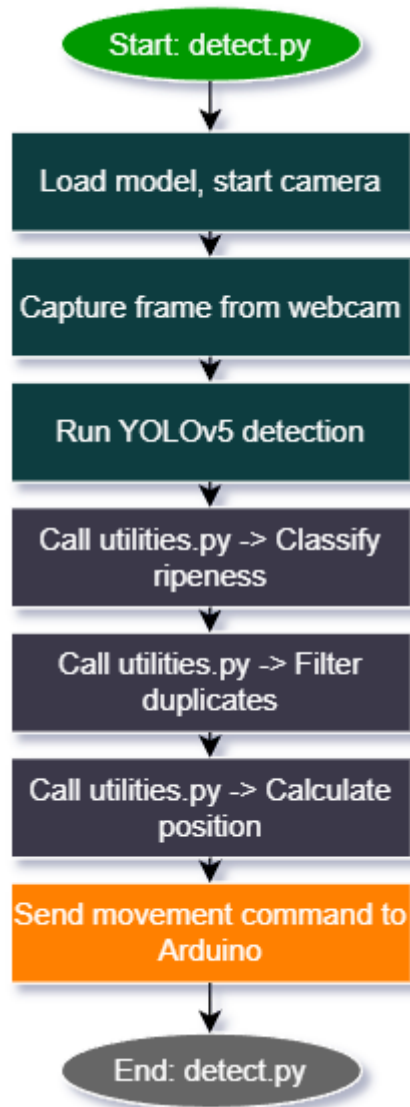 Start: detect.py
Load model, start camera
Capture frame from webcam
Run YOLOv5 detection
Call utilities.py -> Classify
ripeness
Call utilities.py -> Filter
duplicates
Call utilities.py -> Calculate
position
Send movement command to
Arduino
End: detect.py